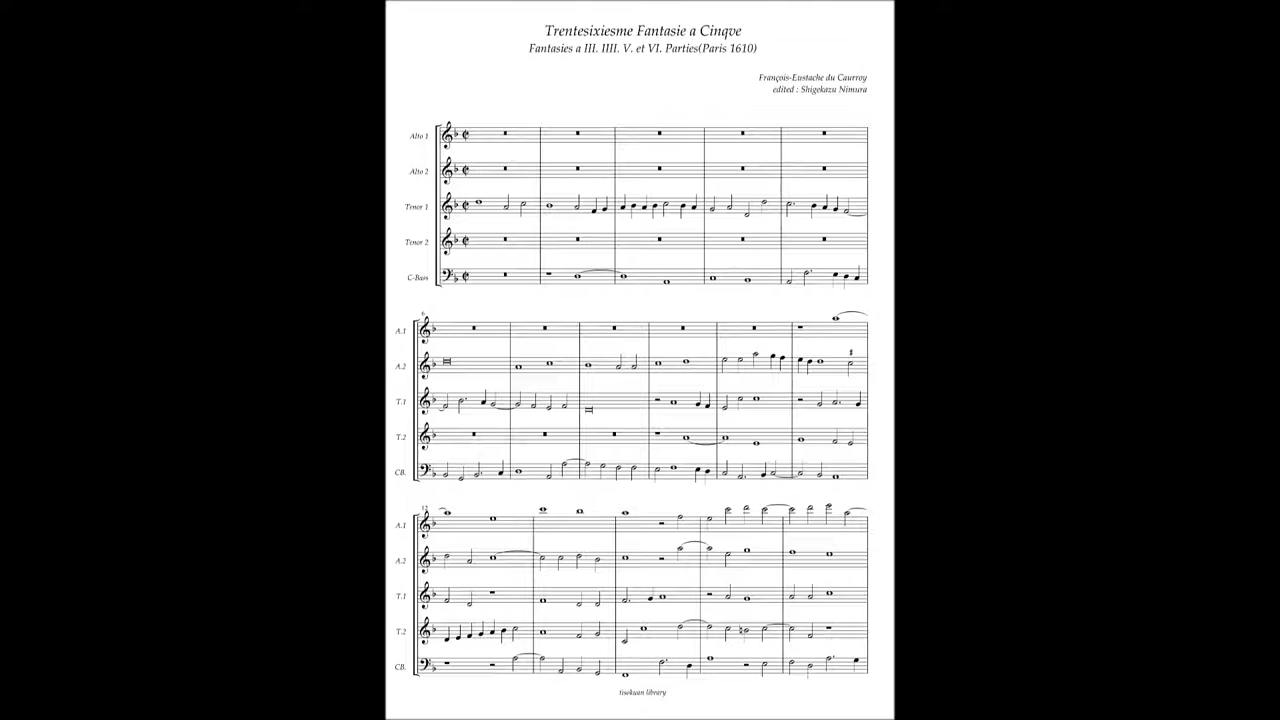 Trentesixiesme Fantasie a Cinqve
Fantasies a III. IIII. V. et VI. Parties(Paris 1610)
François-Eustache du Caurroy
edited : Shigekazu Nimura
Alto 1
Alto 2
Tenor 1
Tenor 2
C-Bass
6
A.1
A.2
T.1
T.2
CB.
12
A.1
A.2
T.1
T.2
CB.
tisekuan library